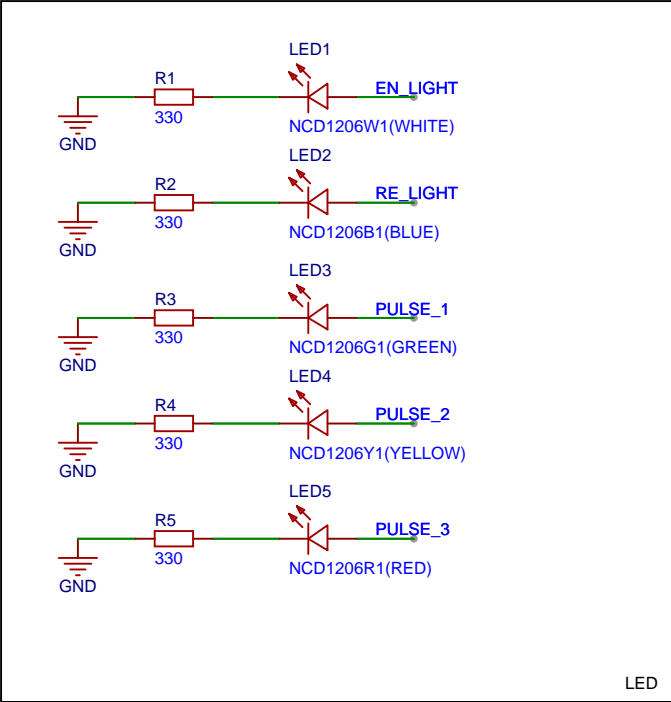 LED1
R1
EN_LIGHT
330
NCD1206W1(WHITE)
GND
LED2
R2
RE_LIGHT
330
NCD1206B1(BLUE)
GND
LED3
R3
PULSE_1
330
NCD1206G1(GREEN)
GND
LED4
R4
PULSE_2
330
NCD1206Y1(YELLOW)
GND
LED5
R5
PULSE_3
330
NCD1206R1(RED)
GND
LED